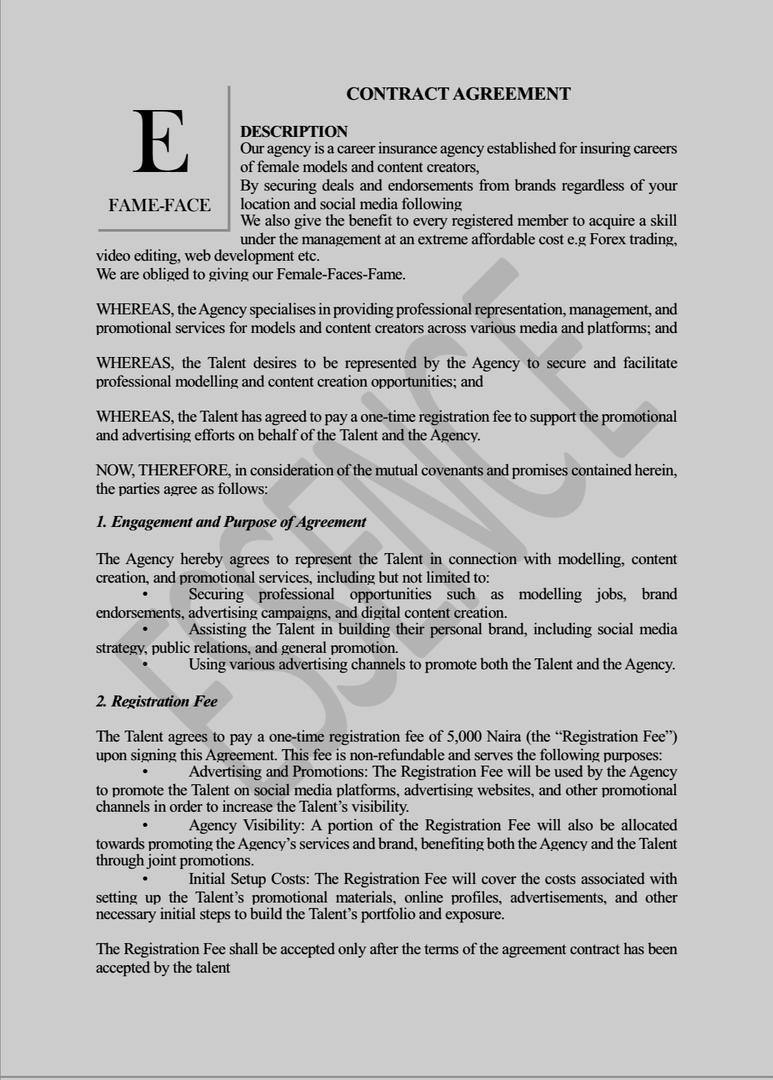 CONTRACT AGREEMENT
E
FAME-FACE
DESCRIPTION
Our agency is a career insurance agency established for insuring careers
of female models and content creators,
By securing deals and endorsements from brands regardless of your
location and social media following
We also give the benefit to every registered member to acquire a skill
under the management at an extreme affordable cost e.g Forex trading,
video editing, web development etc.
We are obliged to giving our Female-Faces-Fame.
WHEREAS, the Agency specialises in providing professional representation, management, and
promotional services for models and content creators across various media and platforms; and
WHEREAS, the Talent desires to be represented by the Agency to secure and facilitate
professional modelling and content creation opportunities; and
WHEREAS, the Talent has agreed to pay a one-time registration fee to support the promotional
and advertising efforts on behalf of the Talent and the Agency.
NOW, THEREFORE, in consideration of the mutual covenants and promises contained herein,
the parties agree as follows:
1. Engagement and Purpose of Agreement
The Agency hereby agrees to represent the Talent in connection with modelling, content
creation, and promotional services, including but not limited to:
• Securing professional opportunities such as modelling jobs, brand
endorsements, advertising campaigns, and digital content creation.
• Assisting the Talent in building their personal brand, including social media
strategy, public relations, and general promotion.
• Using various advertising channels to promote both the Talent and the Agency.
2. Registration Fee
The Talent agrees to pay a one-time registration fee of 5,000 Naira (the “Registration Fee”)
upon signing this Agreement. This fee is non-refundable and serves the following purposes:
• Advertising and Promotions: The Registration Fee will be used by the Agency
to promote the Talent on social media platforms, advertising websites, and other promotional
channels in order to increase the Talent’s visibility.
• Agency Visibility: A portion of the Registration Fee will also be allocated
towards promoting the Agency’s services and brand, benefiting both the Agency and the Talent
through joint promotions.
• Initial Setup Costs: The Registration Fee will cover the costs associated with
setting up the Talent’s promotional materials, online profiles, advertisements, and other
necessary initial steps to build the Talent’s portfolio and exposure.
The Registration Fee shall be accepted only after the terms of the agreement contract has been
accepted by the talent
ESSENCE